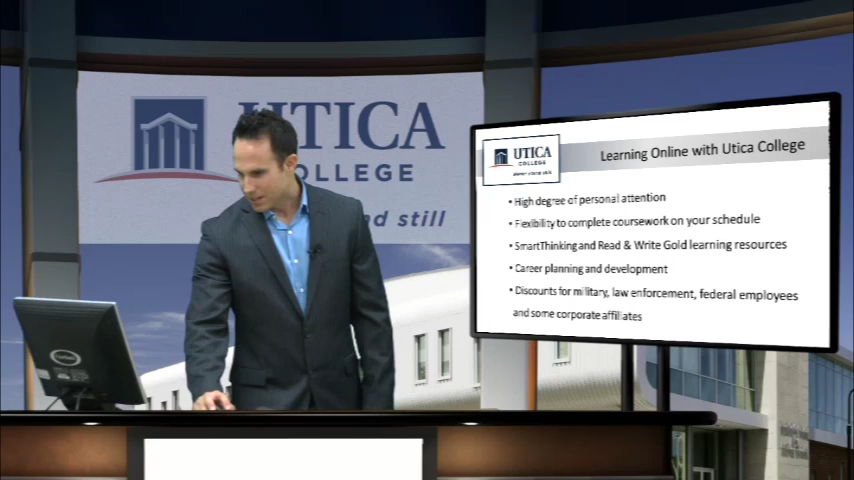 UTICA
COLLEGE
nd still
UTICA
COLLEGE
Learning Online with Utica College
• High degree of personal attention
• Flexibility to complete coursework on your schedule
• SmartThinking and Read & Write Gold learning resources
• Career planning and development
• Discounts for military, law enforcement, federal employees
and some corporate affiliates